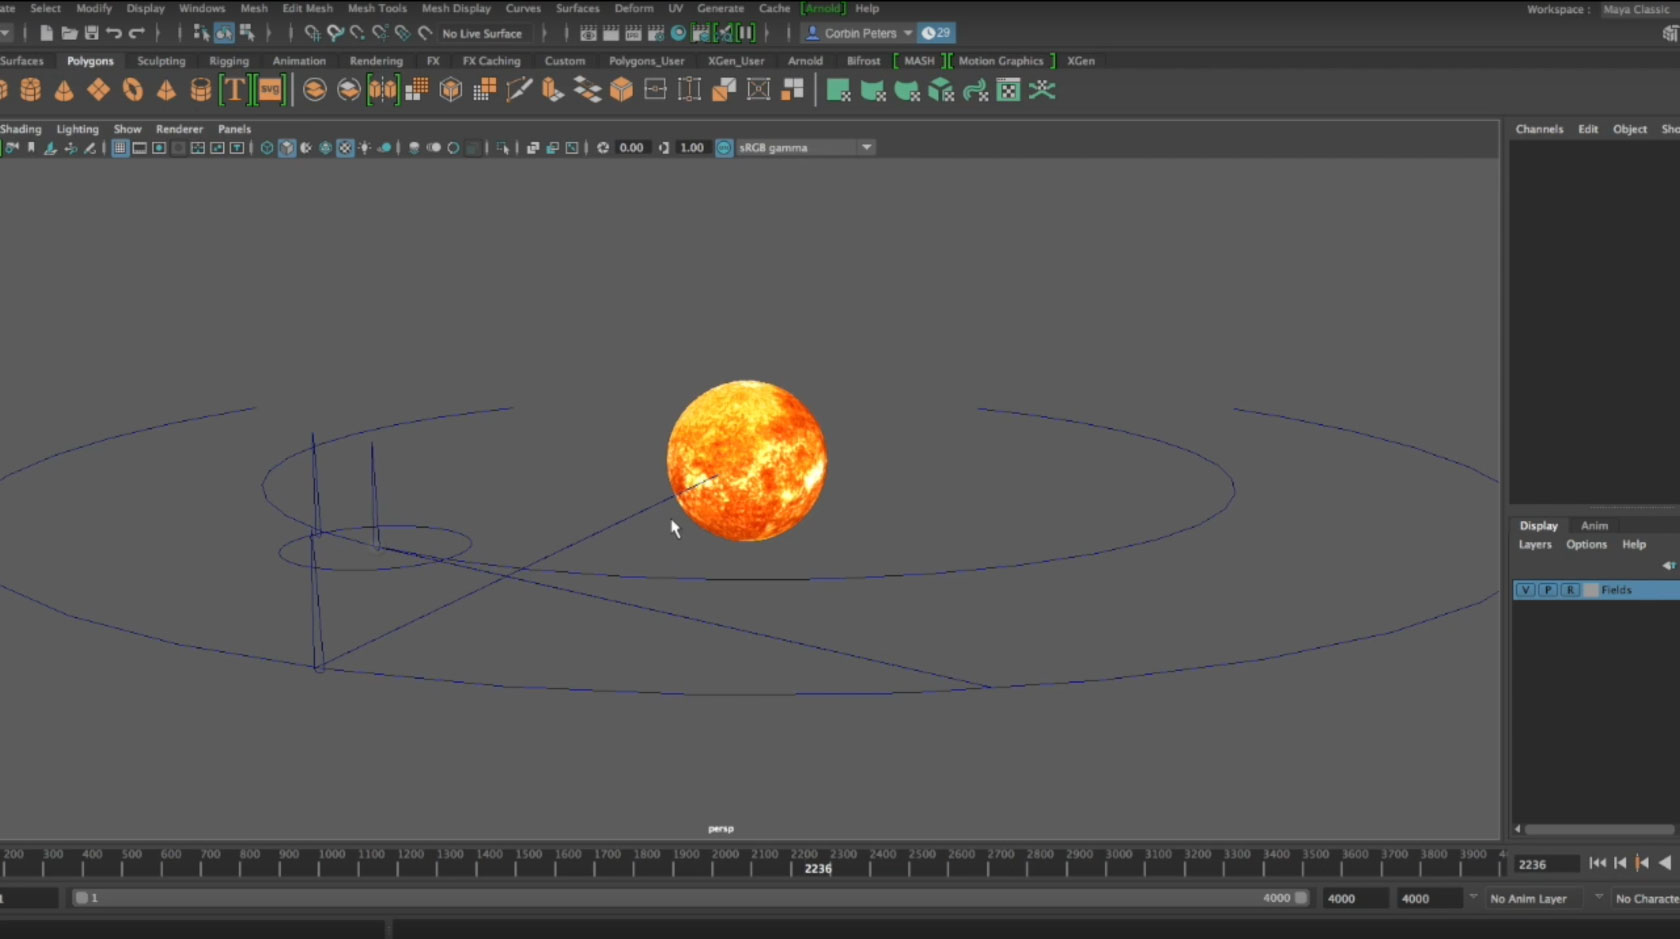 ate Select Modify Display Windows Mesh Edit Mesh Mesh Tools Mesh Display Curves Surfaces Deform UV Generate Cache [Arnold] Help Workspace : Maya Classic
No Live Surface Corbin Peters 29
Surfaces Polygons Sculpting Rigging Animation Rendering FX FX Caching Custom Polygons_User XGen_User Arnold Bifrost [ MASH ][ Motion Graphics ] XGen
T SVG
Shading Lighting Show Renderer Panels
0.00 1.00 sRGB gamma
Channels Edit Object Sho
Display Anim
Layers Options Help
V P R Fields
persp
200 300 400 500 600 700 800 900 1000 1100 1200 1300 1400 1500 1600 1700 1800 1900 2000 2100 2200 2300 2400 2500 2600 2700 2800 2900 3000 3100 3200 3300 3400 3500 3600 3700 3800 3900 4
2236
2236
1 1 4000 4000 4000 No Anim Layer No Characte